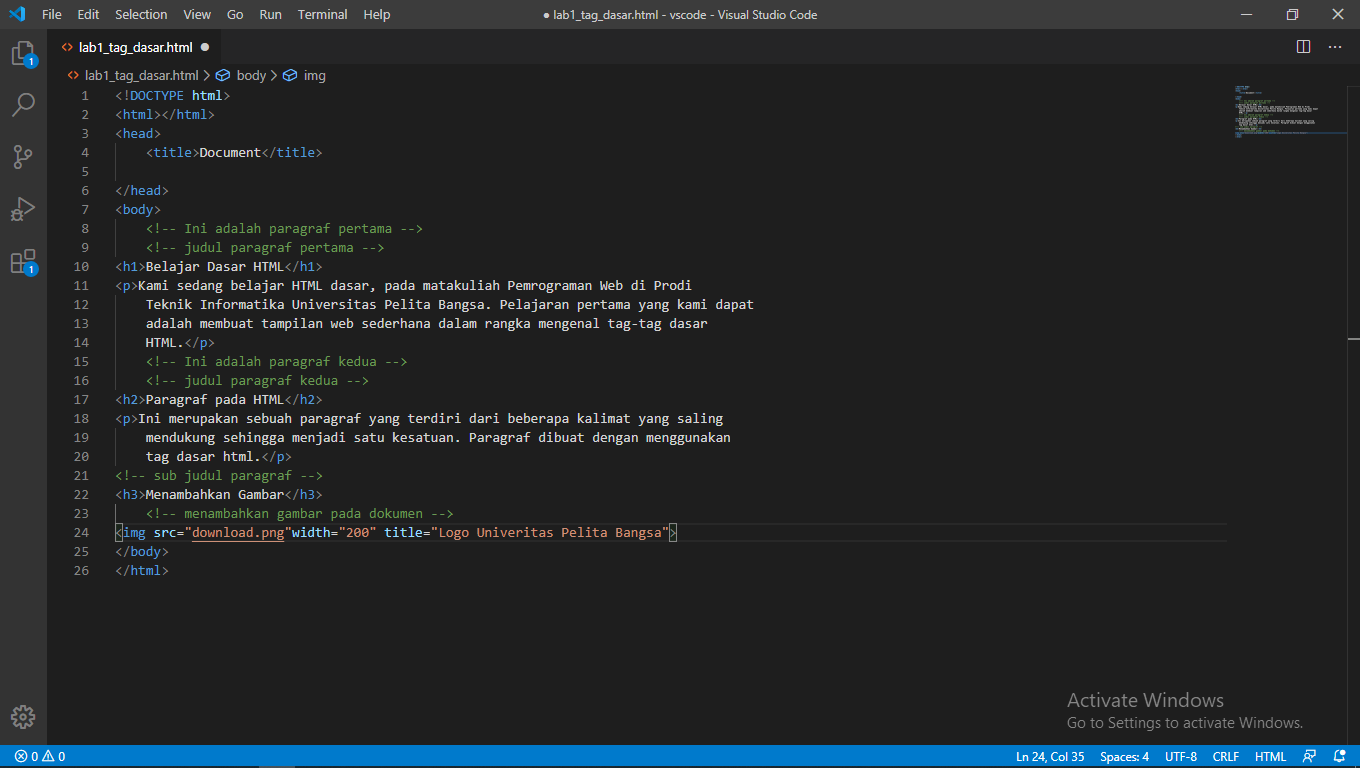 File Edit Selection View Go Run Terminal Help ● lab1_tag_dasar.html - vscode - Visual Studio Code
<> lab1_tag_dasar.html ●
<> lab1_tag_dasar.html > body > img
1 <!DOCTYPE html>
2 <html></html>
3 <head>
4 <title>Document</title>
5
6 </head>
7 <body>
8 <!-- Ini adalah paragraf pertama -->
9 <!-- judul paragraf pertama -->
10 <h1>Belajar Dasar HTML</h1>
11 <p>Kami sedang belajar HTML dasar, pada matakuliah Pemrograman Web di Prodi
12 Teknik Informatika Universitas Pelita Bangsa. Pelajaran pertama yang kami dapat
13 adalah membuat tampilan web sederhana dalam rangka mengenal tag-tag dasar
14 HTML.</p>
15 <!-- Ini adalah paragraf kedua -->
16 <!-- judul paragraf kedua -->
17 <h2>Paragraf pada HTML</h2>
18 <p>Ini merupakan sebuah paragraf yang terdiri dari beberapa kalimat yang saling
19 mendukung sehingga menjadi satu kesatuan. Paragraf dibuat dengan menggunakan
20 tag dasar html.</p>
21 <!-- sub judul paragraf -->
22 <h3>Menambahkan Gambar</h3>
23 <!-- menambahkan gambar pada dokumen -->
24 <img src="download.png"width="200" title="Logo Univeritas Pelita Bangsa">
25 </body>
26 </html>
1
1
Activate Windows
Go to Settings to activate Windows.
0 0 Ln 24, Col 35 Spaces: 4 UTF-8 CRLF HTML